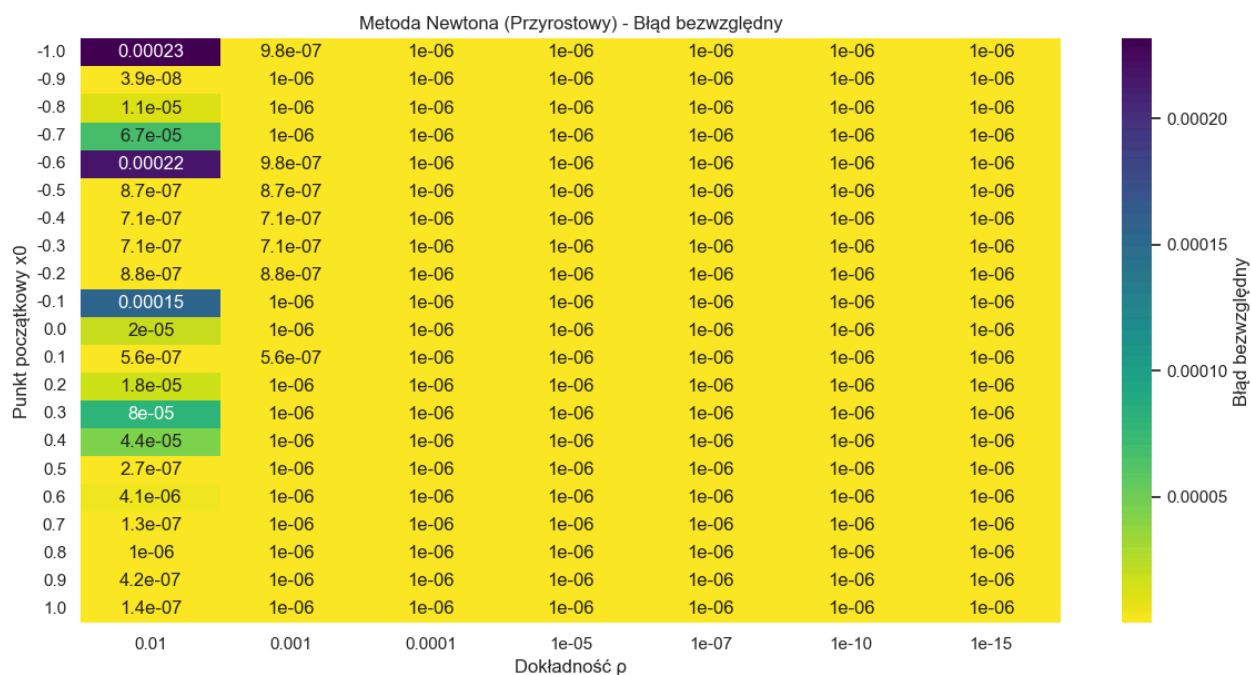 Metoda Newtona (Przyrostowy) - Błąd bezwzględny
-1.0 0.00023 9.8e-07 1e-06 1e-06 1e-06 1e-06 1e-06
-0.9 3.9e-08 1e-06 1e-06 1e-06 1e-06 1e-06 1e-06
-0.8 1.1e-05 1e-06 1e-06 1e-06 1e-06 1e-06 1e-06
-0.7 6.7e-05 1e-06 1e-06 1e-06 1e-06 1e-06 1e-06
-0.6 0.00022 9.8e-07 1e-06 1e-06 1e-06 1e-06 1e-06
-0.5 8.7e-07 8.7e-07 1e-06 1e-06 1e-06 1e-06 1e-06
-0.4 7.1e-07 7.1e-07 1e-06 1e-06 1e-06 1e-06 1e-06
-0.3 7.1e-07 7.1e-07 1e-06 1e-06 1e-06 1e-06 1e-06
-0.2 8.8e-07 8.8e-07 1e-06 1e-06 1e-06 1e-06 1e-06
-0.1 0.00015 1e-06 1e-06 1e-06 1e-06 1e-06 1e-06
0.0 2e-05 1e-06 1e-06 1e-06 1e-06 1e-06 1e-06
0.1 5.6e-07 5.6e-07 1e-06 1e-06 1e-06 1e-06 1e-06
0.2 1.8e-05 1e-06 1e-06 1e-06 1e-06 1e-06 1e-06
0.3 8e-05 1e-06 1e-06 1e-06 1e-06 1e-06 1e-06
0.4 4.4e-05 1e-06 1e-06 1e-06 1e-06 1e-06 1e-06
0.5 2.7e-07 1e-06 1e-06 1e-06 1e-06 1e-06 1e-06
0.6 4.1e-06 1e-06 1e-06 1e-06 1e-06 1e-06 1e-06
0.7 1.3e-07 1e-06 1e-06 1e-06 1e-06 1e-06 1e-06
0.8 1e-06 1e-06 1e-06 1e-06 1e-06 1e-06 1e-06
0.9 4.2e-07 1e-06 1e-06 1e-06 1e-06 1e-06 1e-06
1.0 1.4e-07 1e-06 1e-06 1e-06 1e-06 1e-06 1e-06
0.01 0.001 0.0001 1e-05 1e-07 1e-10 1e-15
Dokładność ρ
Punkt początkowy x0
0.00020
0.00015
0.00010
0.00005
Błąd bezwzględny